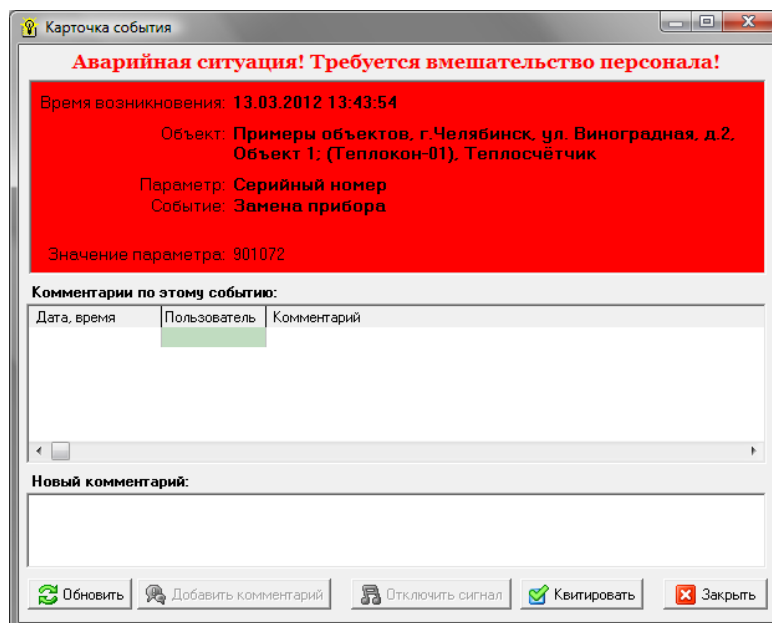 Карточка события
Аварийная ситуация! Требуется вмешательство персонала!
Время возникновения: 13.03.2012 13:43:54
Объект: Примеры объектов, г.Челябинск, ул. Виноградная, д.2,
Объект 1; (Теплокон-01), Теплосчётчик
Параметр: Серийный номер
Событие: Замена прибора
Значение параметра: 901072
Комментарии по этому событию:
Дата, время Пользователь Комментарий
Новый комментарий:
Обновить Добавить комментарий Отключить сигнал Квитировать Закрыть